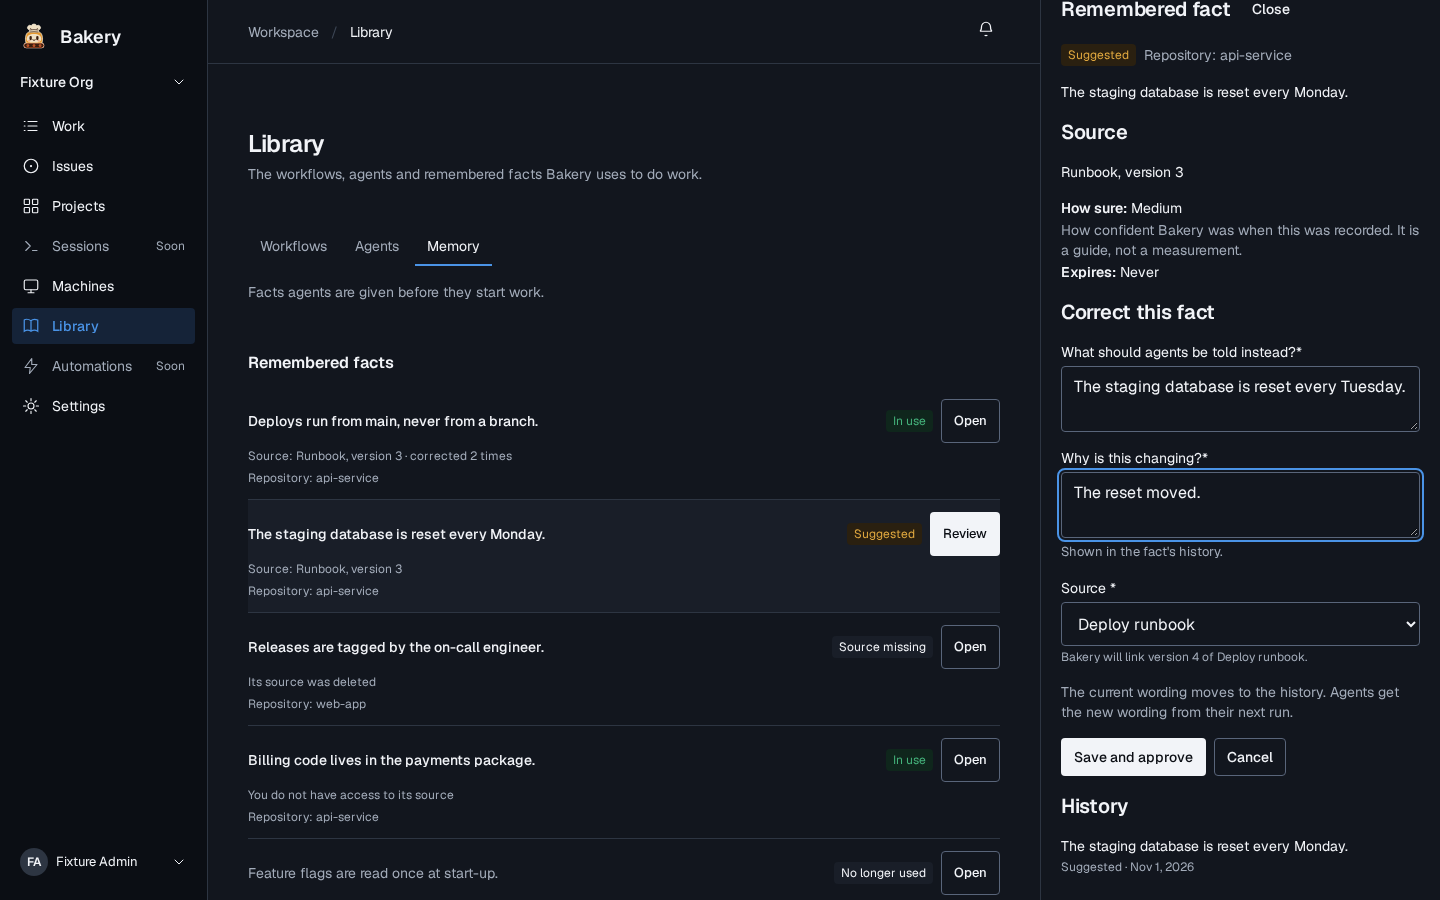 Bakery
Fixture Org
Work
Issues
Projects
Sessions Soon
Machines
Library
Automations Soon
Settings
FA Fixture Admin
Workspace / Library
Library
The workflows, agents and remembered facts Bakery uses to do work.
Workflows Agents Memory
Facts agents are given before they start work.
Remembered facts
Deploys run from main, never from a branch. In use Open
Source: Runbook, version 3 · corrected 2 times
Repository: api-service
The staging database is reset every Monday. Suggested Review
Source: Runbook, version 3
Repository: api-service
Releases are tagged by the on-call engineer. Source missing Open
Its source was deleted
Repository: web-app
Billing code lives in the payments package. In use Open
You do not have access to its source
Repository: api-service
Feature flags are read once at start-up. No longer used Open
Remembered fact Close
Suggested Repository: api-service
The staging database is reset every Monday.
Source
Runbook, version 3
How sure: Medium
How confident Bakery was when this was recorded. It is
a guide, not a measurement.
Expires: Never
Correct this fact
What should agents be told instead?*
The staging database is reset every Tuesday.
Why is this changing?*
The reset moved.
Shown in the fact's history.
Source *
Deploy runbook
Bakery will link version 4 of Deploy runbook.
The current wording moves to the history. Agents get
the new wording from their next run.
Save and approve Cancel
History
The staging database is reset every Monday.
Suggested · Nov 1, 2026